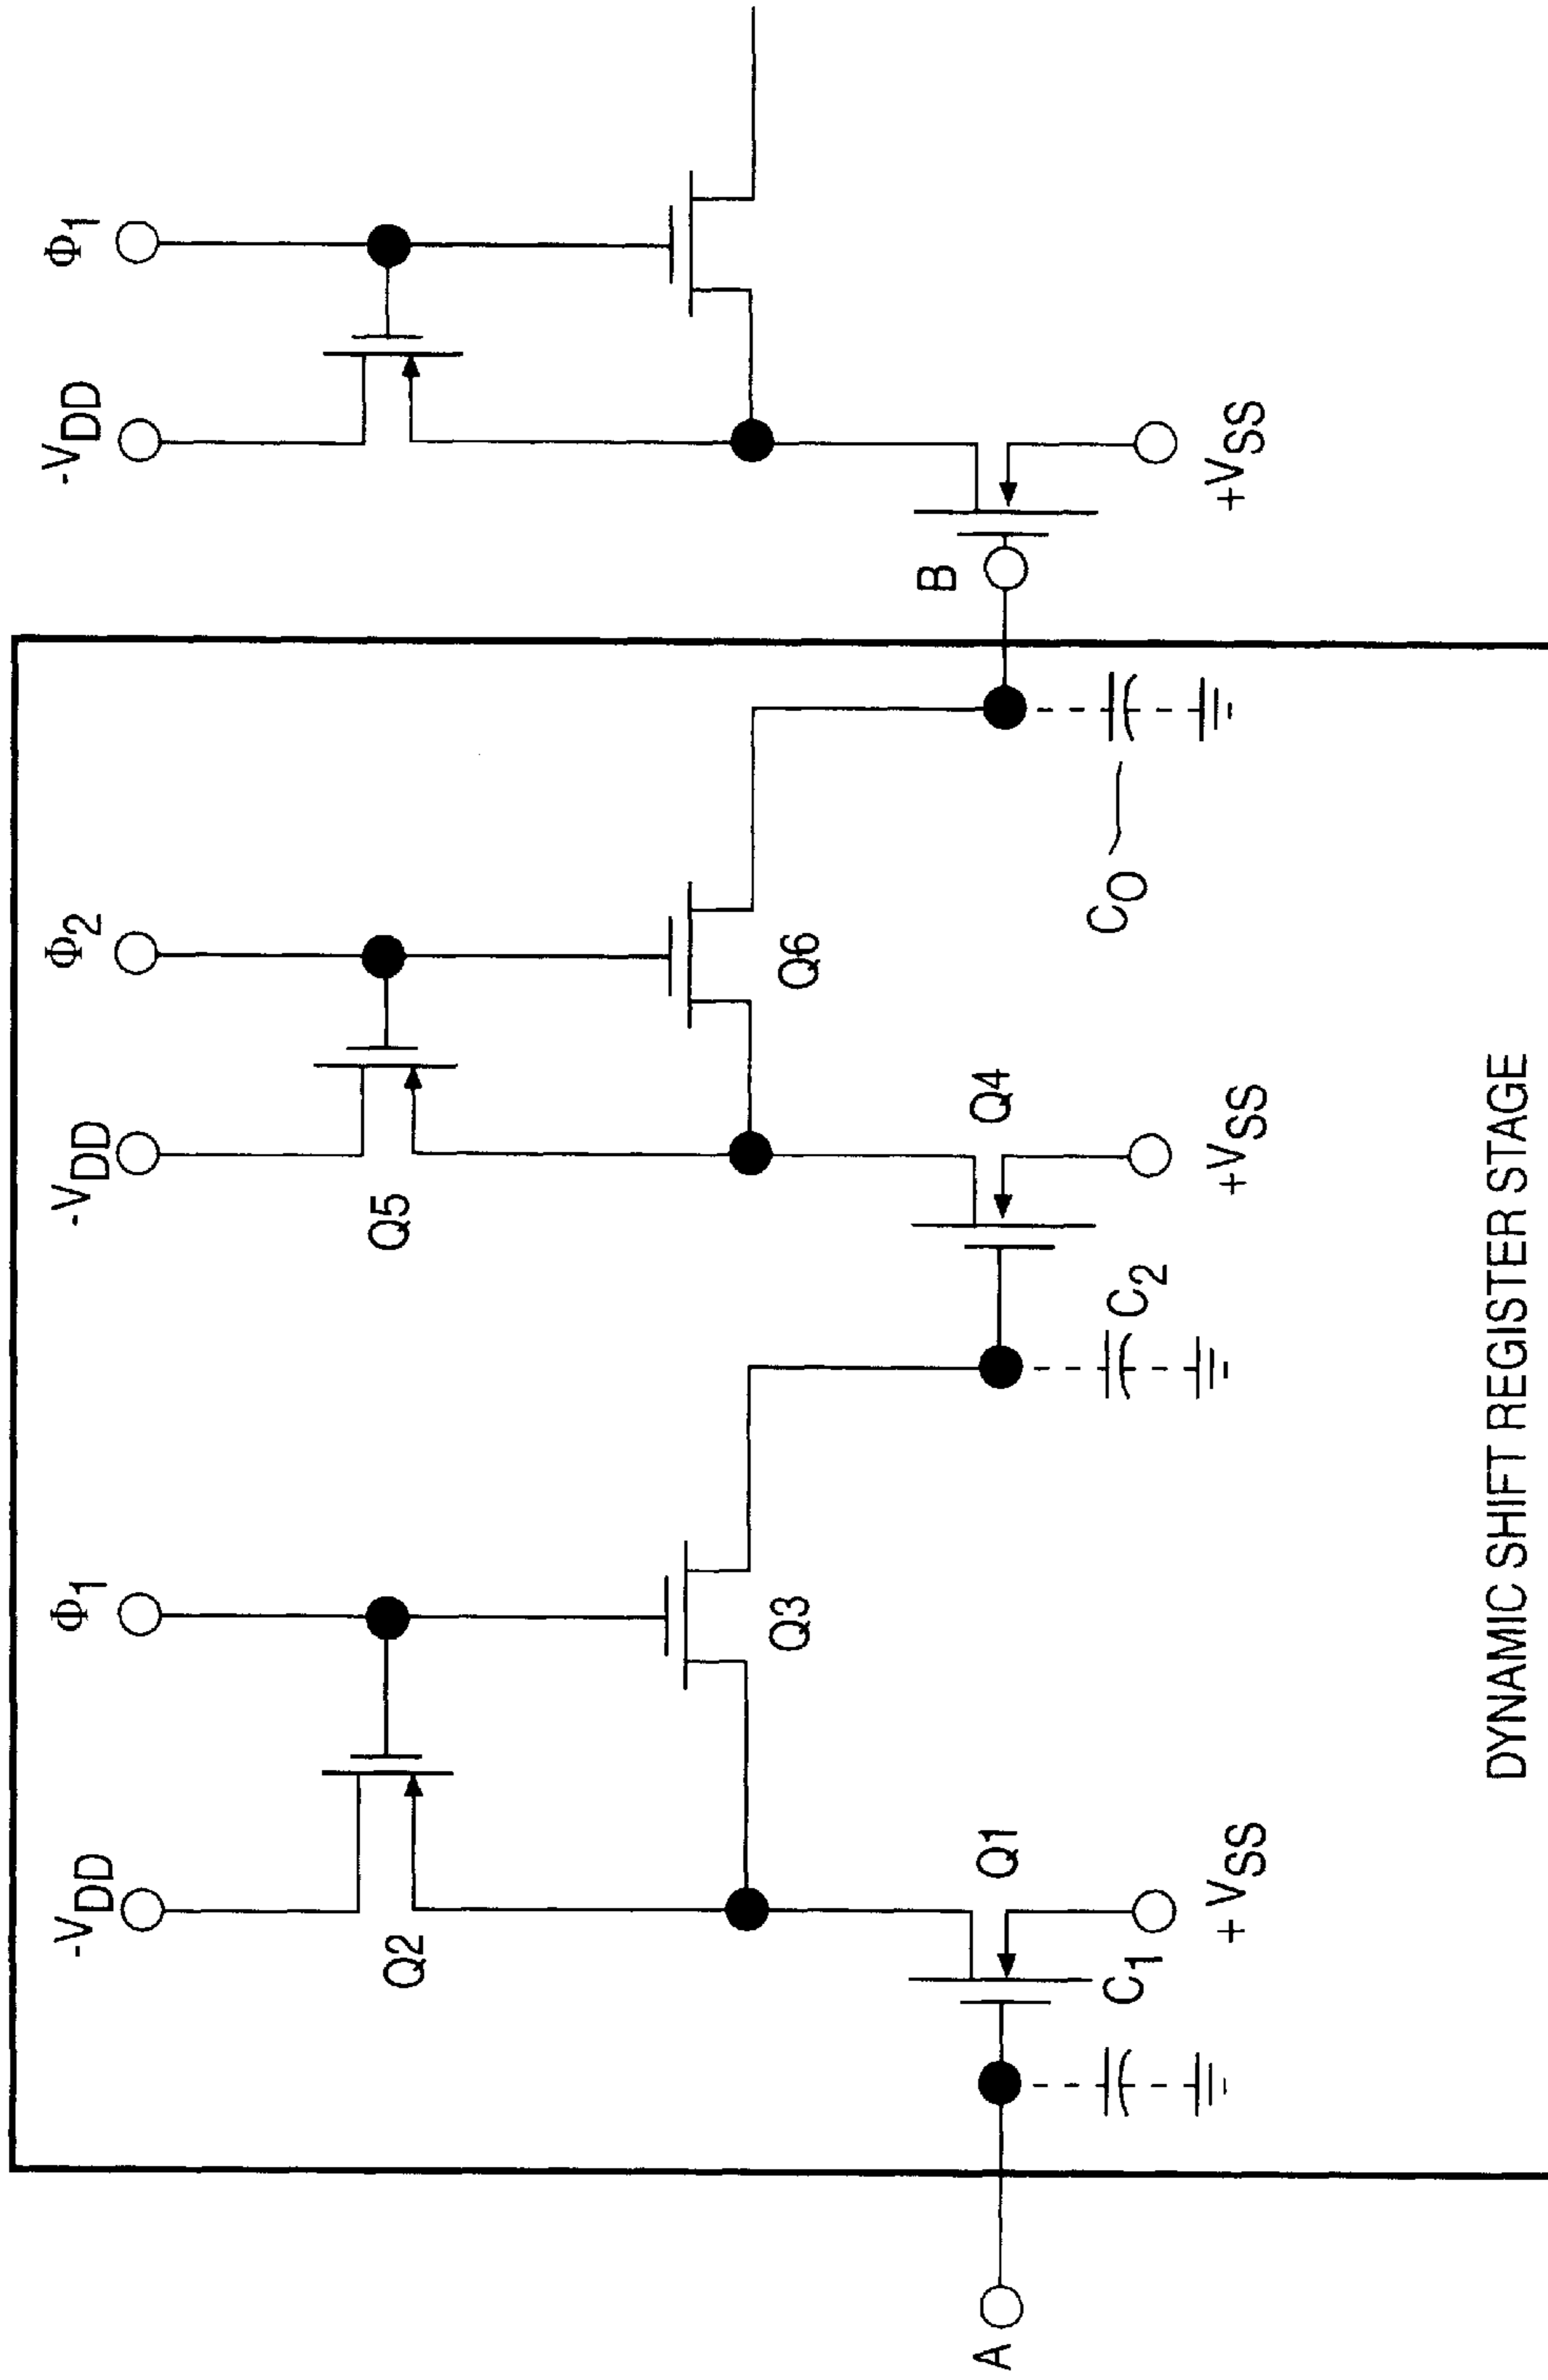 -VDD
Φ1
-VDD
Φ2
-VDD
Φ1
Q2
Q5
Q3
Q6
A
Q1
C1
+VSS
C2
Q4
+VSS
CO
B
+VSS
DYNAMIC SHIFT REGISTER STAGE